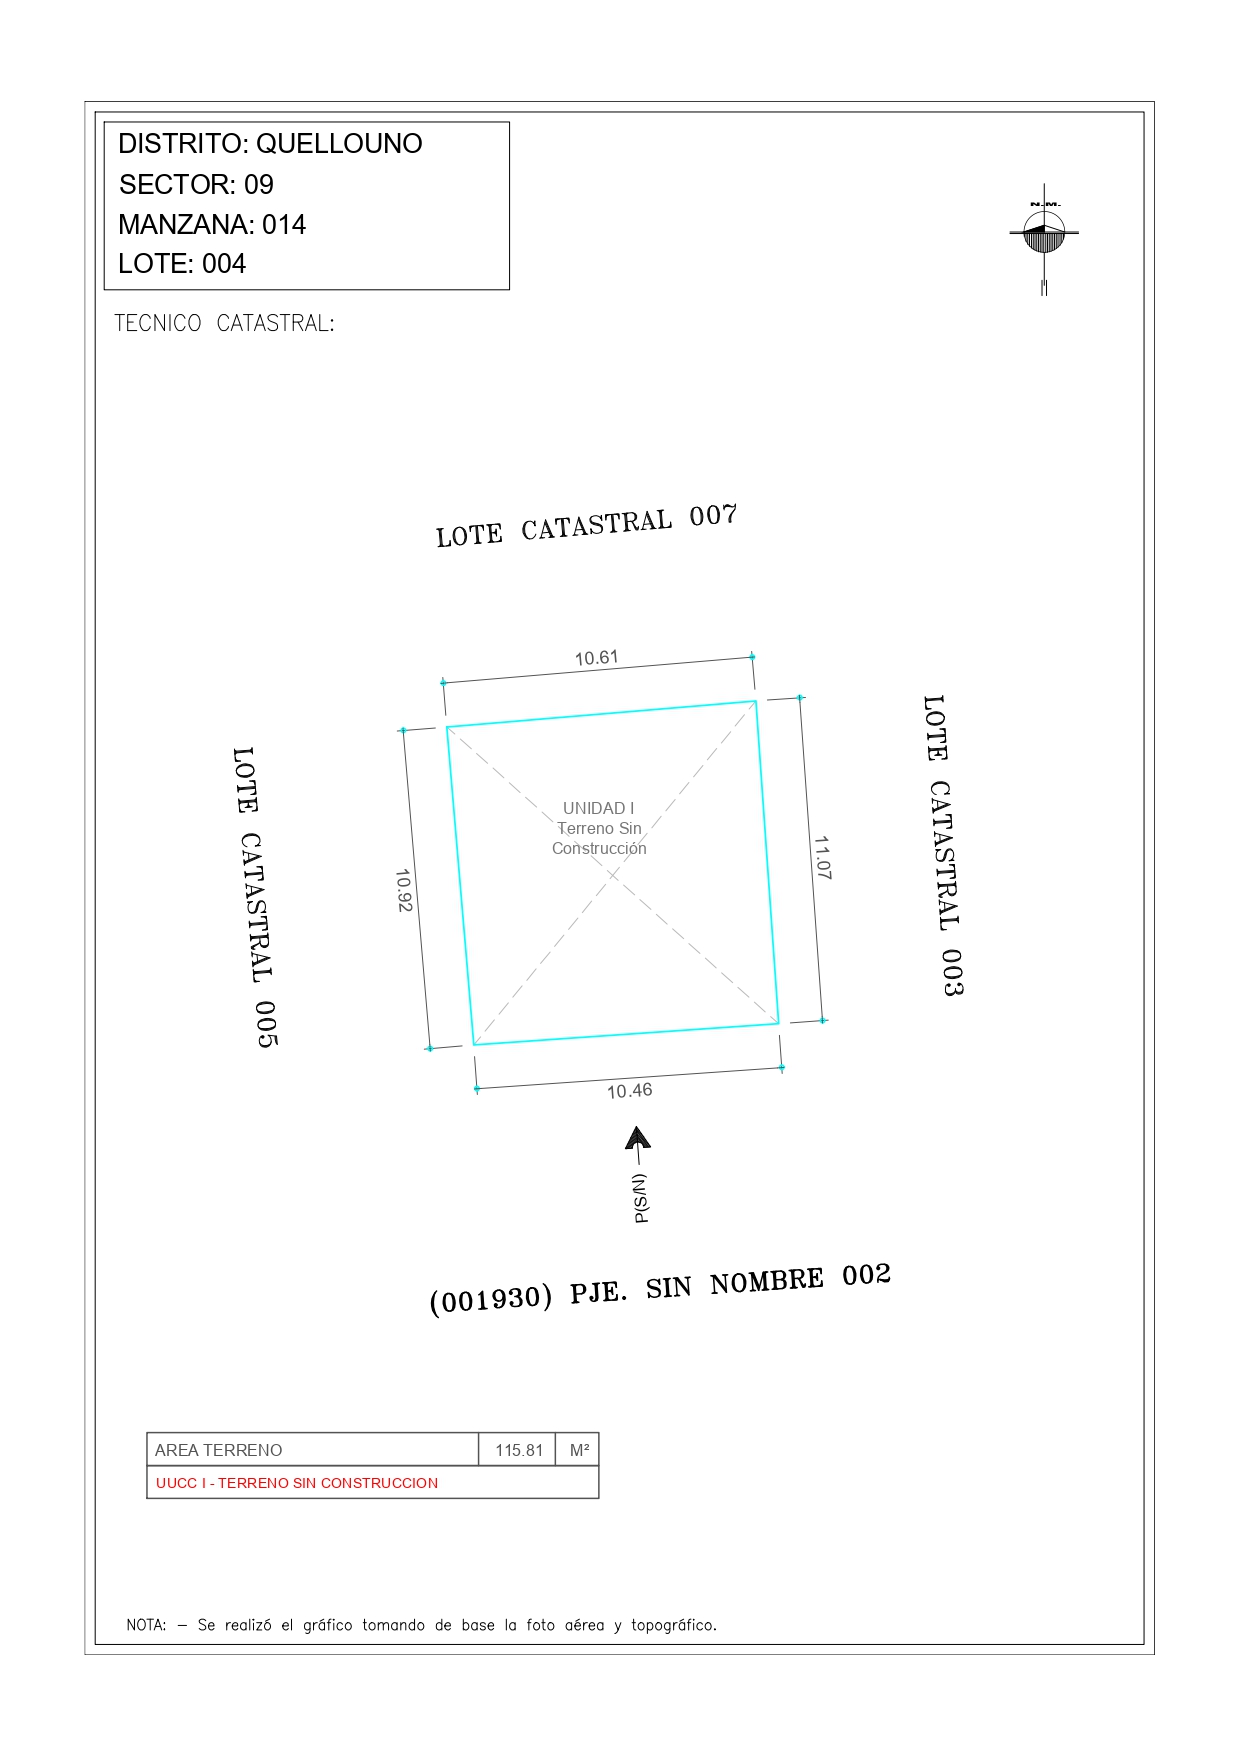 DISTRITO: QUELLOUNO
SECTOR: 09
MANZANA: 014
LOTE: 004
N.M.
TECNICO CATASTRAL:
LOTE CATASTRAL 007
10.61
LOTE CATASTRAL 005
10.92
UNIDAD I
Terreno Sin
Construcción
11.07
LOTE CATASTRAL 003
10.46
P(S/N)
(001930) PJE. SIN NOMBRE 002
AREA TERRENO 115.81 M²
UUCC I - TERRENO SIN CONSTRUCCION
NOTA: - Se realizó el gráfico tomando de base la foto aérea y topográfico.